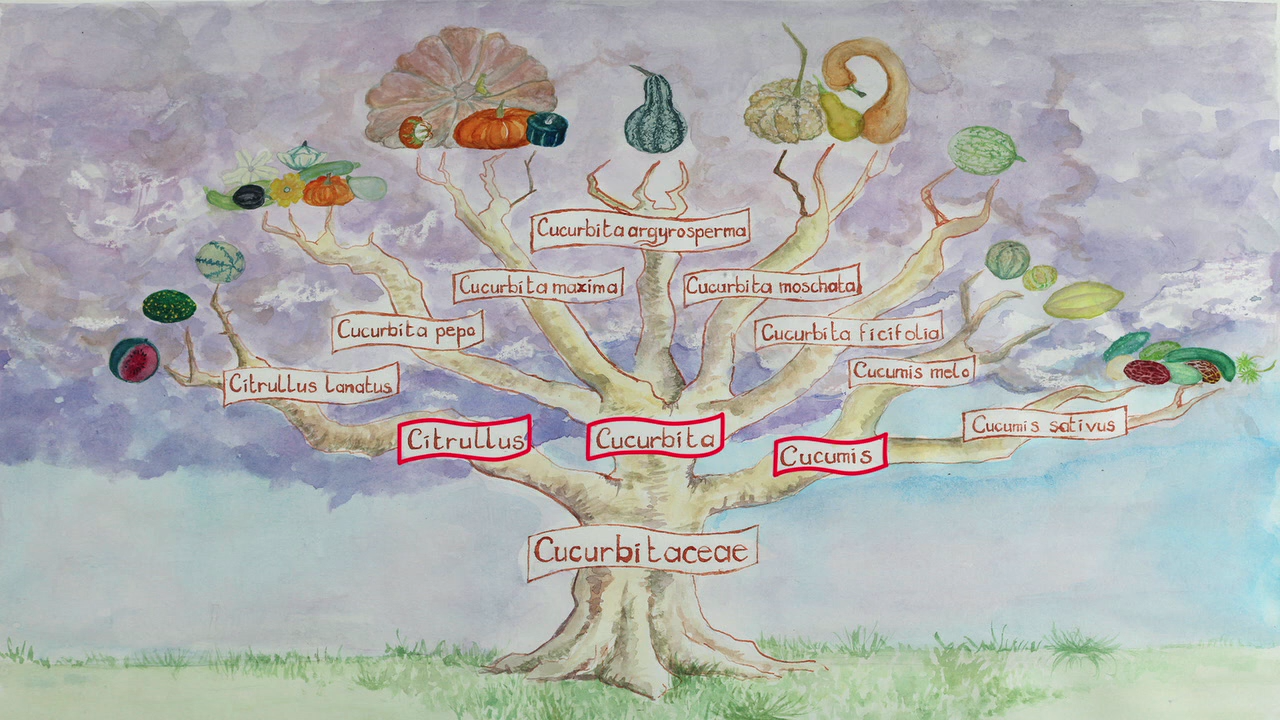 Cucurbita argyrosperma
Cucurbita maxima
Cucurbita moschata
Cucurbita pepo
Cucurbita ficifolia
Citrullus lanatus
Cucumis melo
Cucumis sativus
Citrullus
Cucurbita
Cucumis
Cucurbitaceae